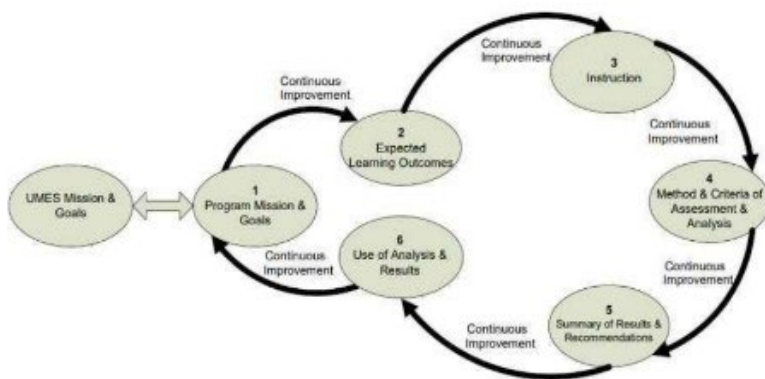 UMES Mission &
Goals
1
Program Mission &
Goals
Continuous
Improvement
2
Expected
Learning Outcomes
Continuous
Improvement
3
Instruction
Continuous
Improvement
4
Method & Criteria of
Assessment &
Analysis
Continuous
Improvement
5
Summary of Results &
Recommendations
Continuous
Improvement
6
Use of Analysis &
Results
Continuous
Improvement